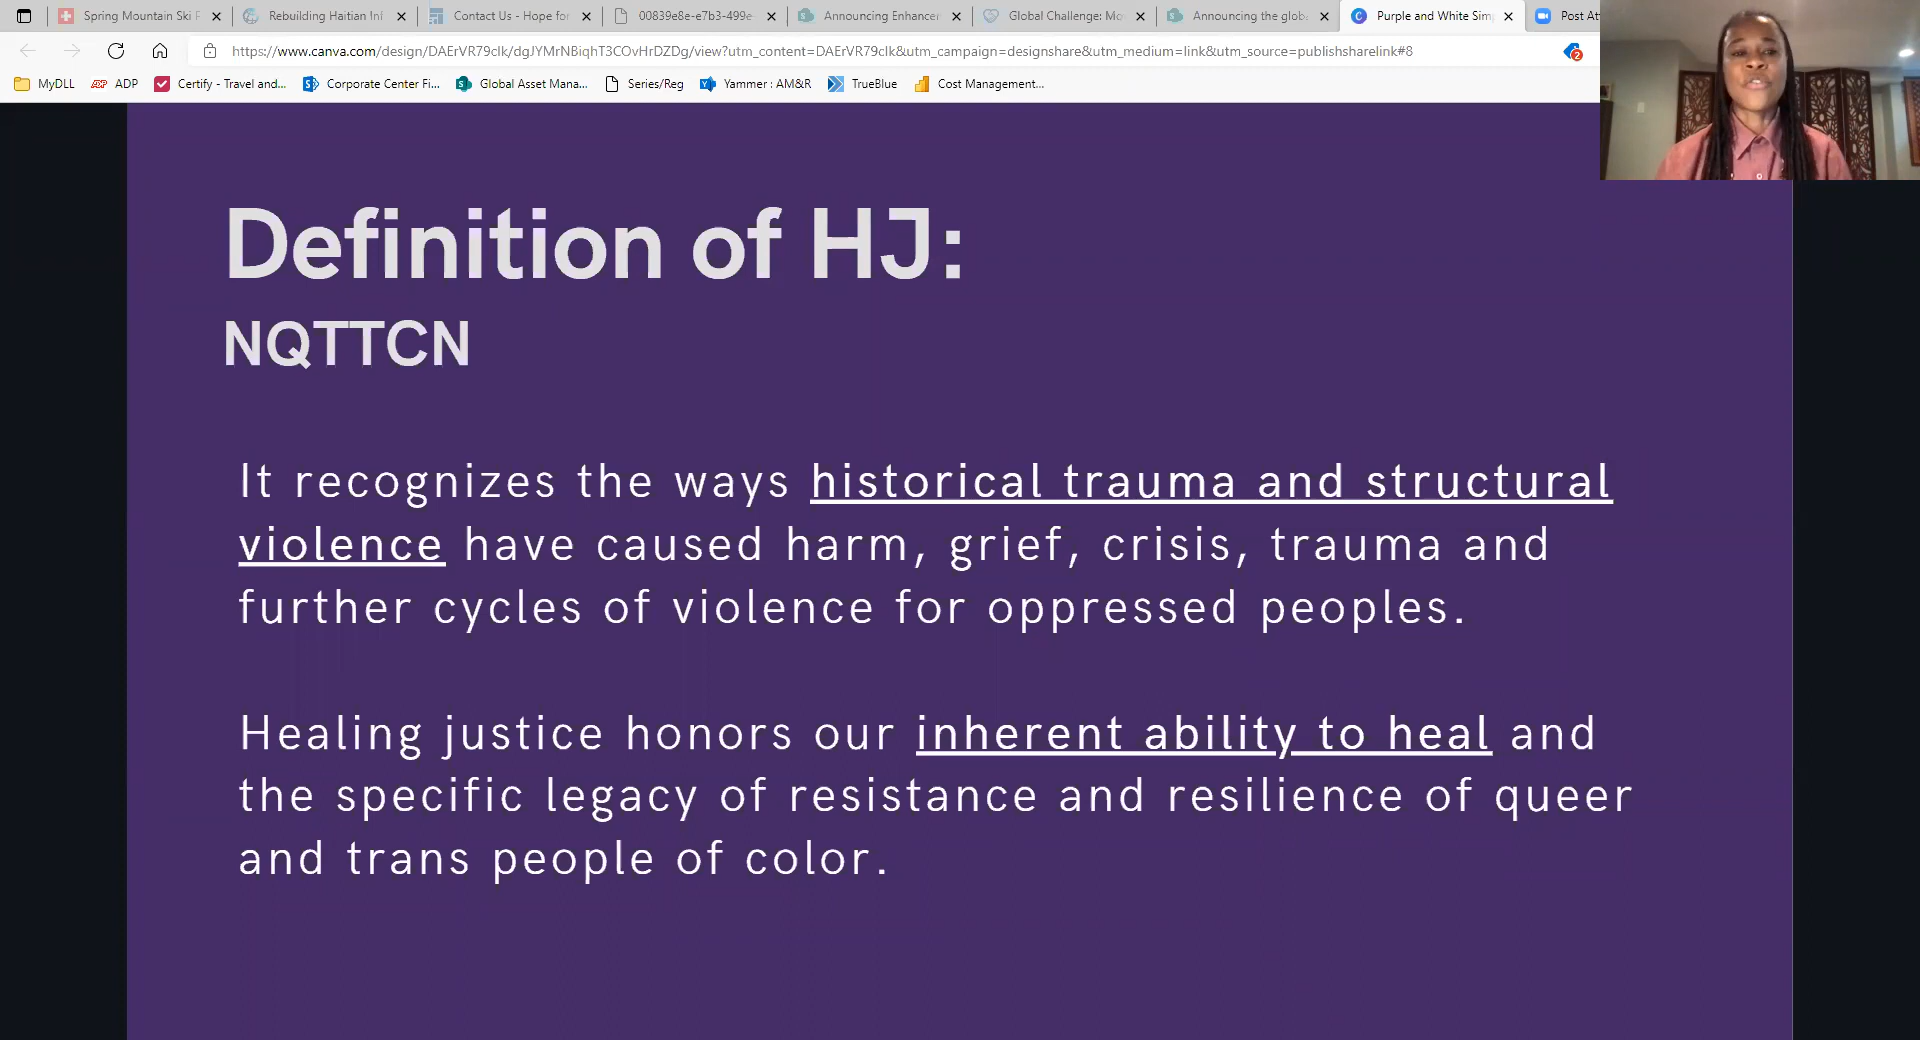 Spring Mountain Ski
Rebuilding Haitian Inf
Contact Us - Hope for
00839e8e-e7b3-499e-
Announcing Enhancer
Global Challenge: Mo
Announcing the globa
Purple and White Sim
Post At
https://www.canva.com/design/DAErVR79clk/dgJYMrNBiqhT3COvHrDZDg/view?utm_content=DAErVR79clk&utm_campaign=designshare&utm_medium=link&utm_source=publishsharelink#8
2
MyDLL
ADP
Certify - Travel and...
Corporate Center Fi...
Global Asset Mana...
Series/Reg
Yammer : AM&R
TrueBlue
Cost Management...
Definition of HJ:
NQTTCN
It recognizes the ways historical trauma and structural
violence have caused harm, grief, crisis, trauma and
further cycles of violence for oppressed peoples.
Healing justice honors our inherent ability to heal and
the specific legacy of resistance and resilience of queer
and trans people of color.